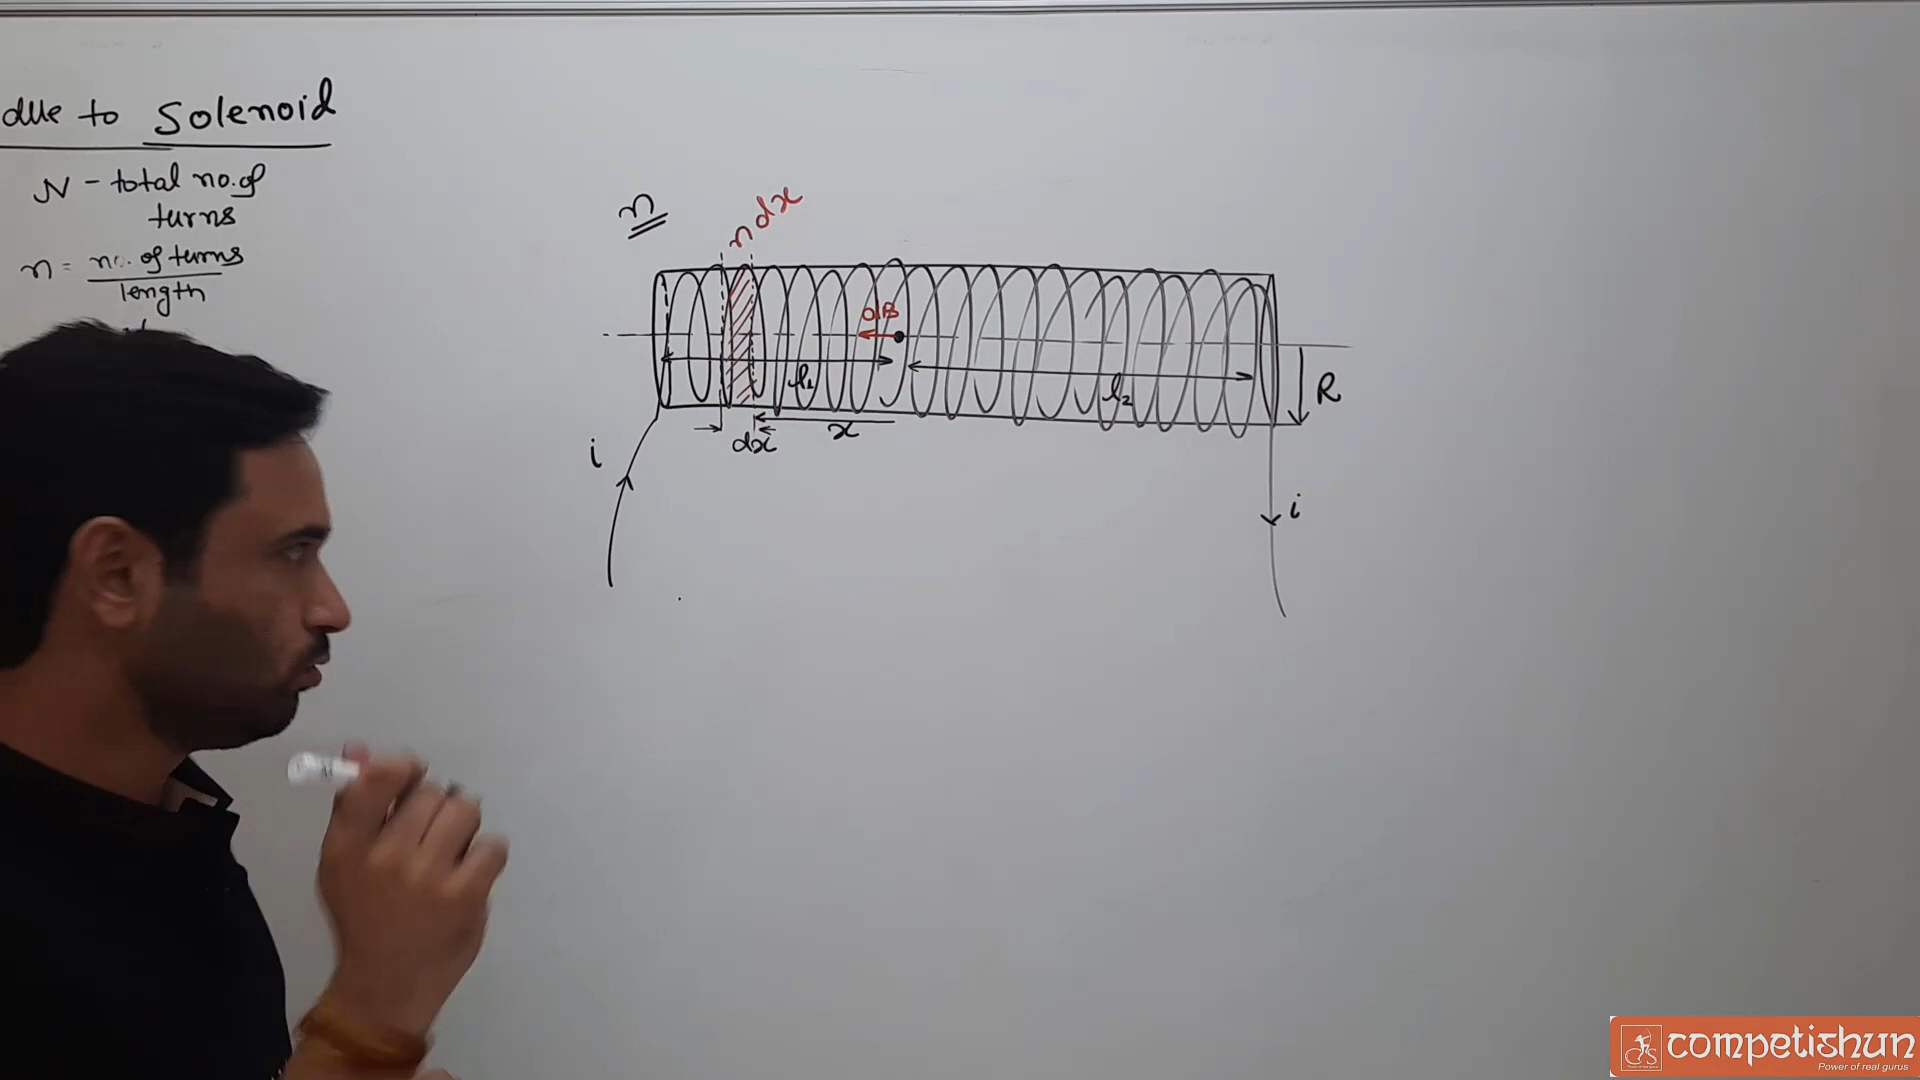 due to Solenoid
N - total no. of
turns
n = no. of turns
length
n
n dx
dB
l₁
l₂
R
x
dx
i
i
competishun
Power of real gurus